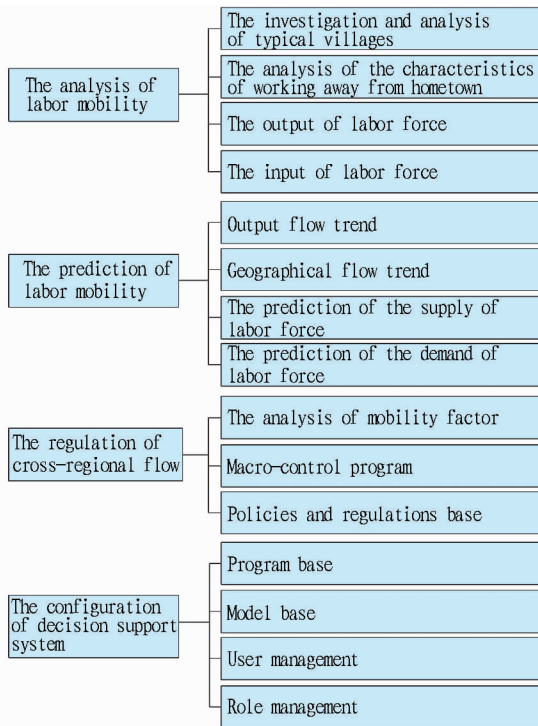 The analysis of
labor mobility
The investigation and analysis
of typical villages
The analysis of the characteristics
of working away from hometown
The output of labor force
The input of labor force
The prediction of
labor mobility
Output flow trend
Geographical flow trend
The prediction of the supply of
labor force
The prediction of the demand of
labor force
The regulation of
cross-regional flow
The analysis of mobility factor
Macro-control program
Policies and regulations base
The configuration
of decision support
system
Program base
Model base
User management
Role management